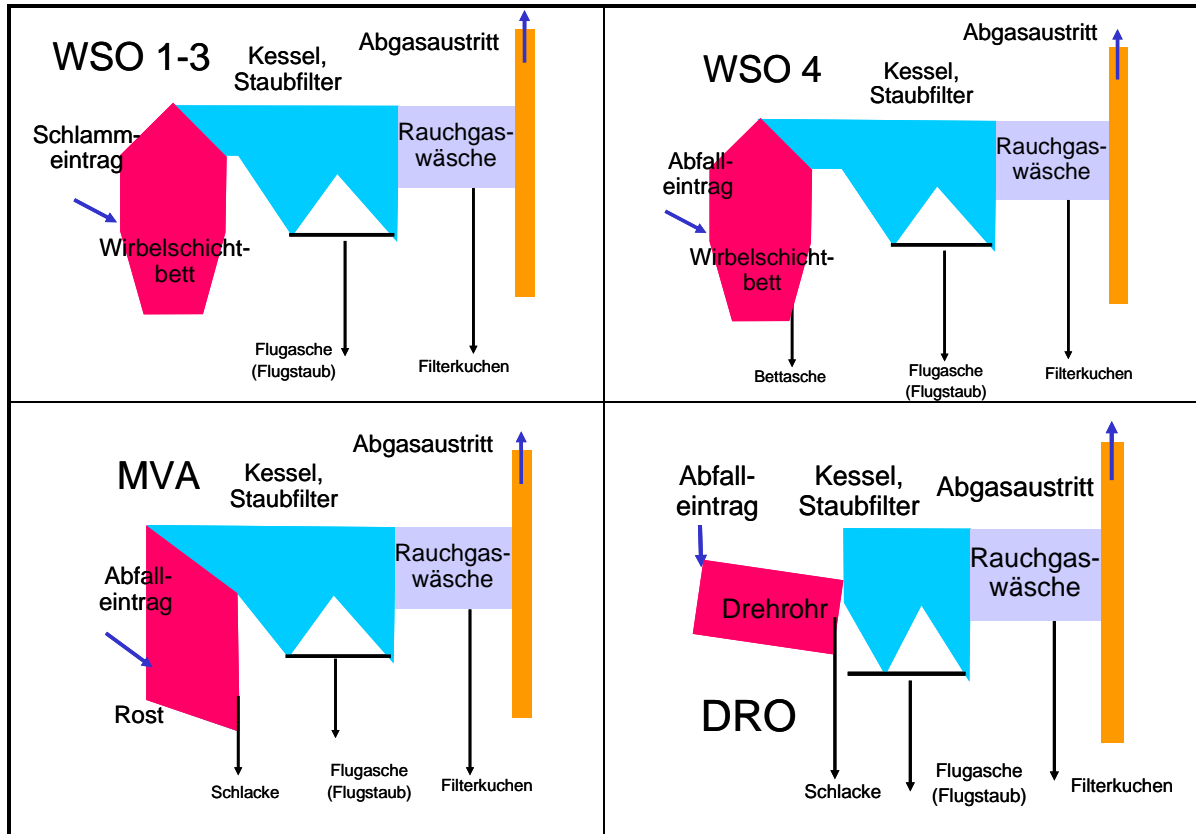 WSO 1-3
Kessel,
Staubfilter
Abgasaustritt
Schlamm-
eintrag
Rauchgas-
wäsche
Wirbelschicht-
bett
Flugasche
(Flugstaub)
Filterkuchen
WSO 4
Kessel,
Staubfilter
Abgasaustritt
Abfall-
eintrag
Rauchgas-
wäsche
Wirbelschicht-
bett
Bettasche
Flugasche
(Flugstaub)
Filterkuchen
MVA
Kessel,
Staubfilter
Abgasaustritt
Abfall-
eintrag
Rauchgas-
wäsche
Rost
Schlacke
Flugasche
(Flugstaub)
Filterkuchen
Abfall-
eintrag
Kessel,
Staubfilter
Abgasaustritt
Rauchgas-
wäsche
Drehrohr
DRO
Schlacke
Flugasche
(Flugstaub)
Filterkuchen